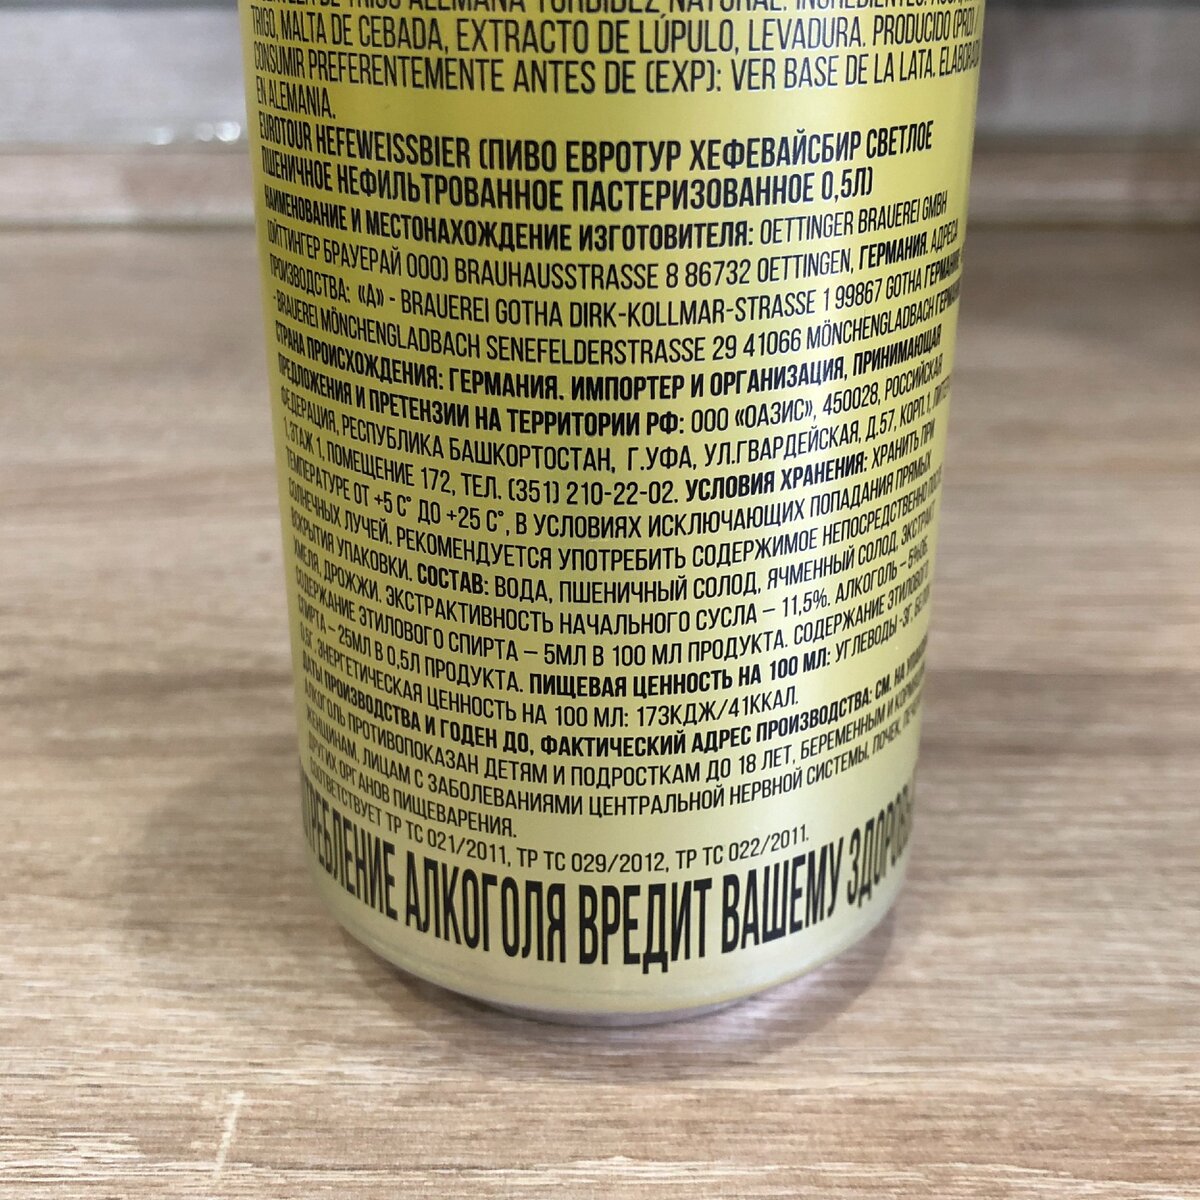 DE TRIGO ALEMANA TURBIDEZ NATURAL. INGREDIENTES:
TRIGO, MALTA DE CEBADA, EXTRACTO DE LÚPULO, LEVADURA. PRODUCIDO (PRO) /
CONSUMIR PREFERENTEMENTE ANTES DE (EXP): VER BASE DE LA LATA. ELABORADO
EN ALEMANIA.
EUROTOUR HEFEWEISSBIER (ПИВО ЕВРОТУР ХЕФЕВАЙСБИР СВЕТЛОЕ
ПШЕНИЧНОЕ НЕФИЛЬТРОВАННОЕ ПАСТЕРИЗОВАННОЕ 0,5Л)
НАИМЕНОВАНИЕ И МЕСТОНАХОЖДЕНИЕ ИЗГОТОВИТЕЛЯ: OETTINGER BRAUEREI GMBH
(ОЙТТИНГЕР БРАУЕРАЙ ООО) BRAUHAUSSTRASSE 8 86732 OETTINGEN, ГЕРМАНИЯ. АДРЕСА
ПРОИЗВОДСТВА: «А» - BRAUEREI GOTHA DIRK-KOLLMAR-STRASSE 1 99867 GOTHA ГЕРМАНИЯ
- BRAUEREI MÖNCHENGLADBACH SENEFELDERSTRASSE 29 41066 MÖNCHENGLADBACH ГЕРМАНИЯ
СТРАНА ПРОИСХОЖДЕНИЯ: ГЕРМАНИЯ. ИМПОРТЕР И ОРГАНИЗАЦИЯ, ПРИНИМАЮЩАЯ
ПРЕДЛОЖЕНИЯ И ПРЕТЕНЗИИ НА ТЕРРИТОРИИ РФ: ООО «ОАЗИС», 450028, РОССИЙСКАЯ
ФЕДЕРАЦИЯ, РЕСПУБЛИКА БАШКОРТОСТАН, Г.УФА, УЛ.ГВАРДЕЙСКАЯ, Д.57, КОРП.1, ЛИТЕР
1, ЭТАЖ 1, ПОМЕЩЕНИЕ 172, ТЕЛ. (351) 210-22-02. УСЛОВИЯ ХРАНЕНИЯ: ХРАНИТЬ ПРИ
ТЕМПЕРАТУРЕ ОТ +5 С° ДО +25 С°, В УСЛОВИЯХ ИСКЛЮЧАЮЩИХ ПОПАДАНИЯ ПРЯМЫХ
СОЛНЕЧНЫХ ЛУЧЕЙ. РЕКОМЕНДУЕТСЯ УПОТРЕБИТЬ СОДЕРЖИМОЕ НЕПОСРЕДСТВЕННО ПОСЛЕ
ВСКРЫТИЯ УПАКОВКИ. СОСТАВ: ВОДА, ПШЕНИЧНЫЙ СОЛОД, ЯЧМЕННЫЙ СОЛОД, ЭКСТРАКТ
ХМЕЛЯ, ДРОЖЖИ. ЭКСТРАКТИВНОСТЬ НАЧАЛЬНОГО СУСЛА – 11,5%. АЛКОГОЛЬ – 5%ОБ.
СОДЕРЖАНИЕ ЭТИЛОВОГО СПИРТА – 5МЛ В 100 МЛ ПРОДУКТА. СОДЕРЖАНИЕ ЭТИЛОВОГО
СПИРТА – 25МЛ В 0,5Л ПРОДУКТА. ПИЩЕВАЯ ЦЕННОСТЬ НА 100 МЛ: УГЛЕВОДЫ -3Г,
ЭНЕРГЕТИЧЕСКАЯ ЦЕННОСТЬ НА 100 МЛ: 173КДЖ/41ККАЛ.
ДАТЫ ПРОИЗВОДСТВА И ГОДЕН ДО, ФАКТИЧЕСКИЙ АДРЕС ПРОИЗВОДСТВА: СМ. НА
АЛКОГОЛЬ ПРОТИВОПОКАЗАН ДЕТЯМ И ПОДРОСТКАМ ДО 18 ЛЕТ, БЕРЕМЕННЫМ И
ЖЕНЩИНАМ, ЛИЦАМ С ЗАБОЛЕВАНИЯМИ ЦЕНТРАЛЬНОЙ НЕРВНОЙ СИСТЕМЫ, ПОЧЕК,
ДРУГИХ ОРГАНОВ ПИЩЕВАРЕНИЯ.
СООТВЕТСТВУЕТ ТР ТС 021/2011, ТР ТС 029/2012, ТР ТС 022/2011.
АЛКОГОЛЯ ВРЕДИТ ВАШЕМУ